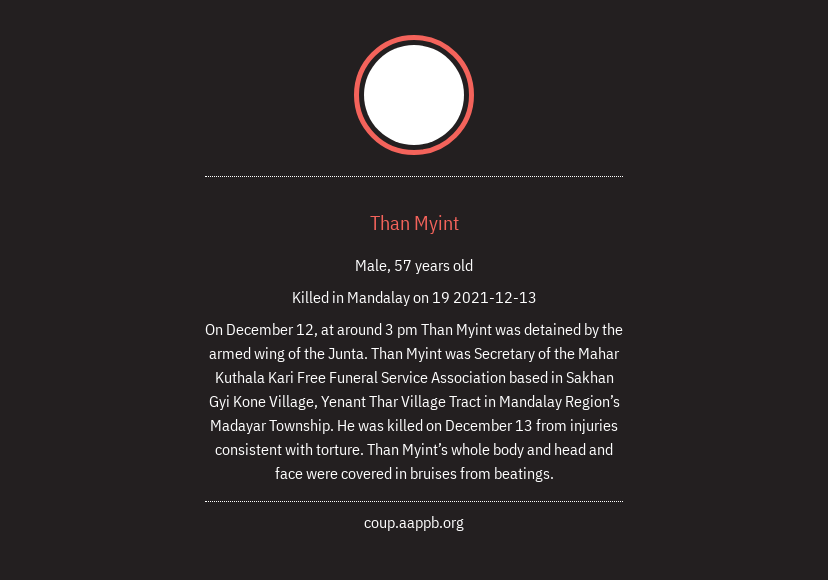 Than Myint
Male, 57 years old
Killed in Mandalay on 19 2021-12-13
On December 12, at around 3 pm Than Myint was detained by the
armed wing of the Junta. Than Myint was Secretary of the Mahar
Kuthala Kari Free Funeral Service Association based in Sakhan
Gyi Kone Village, Yenant Thar Village Tract in Mandalay Region’s
Madayar Township. He was killed on December 13 from injuries
consistent with torture. Than Myint’s whole body and head and
face were covered in bruises from beatings.
coup.aappb.org